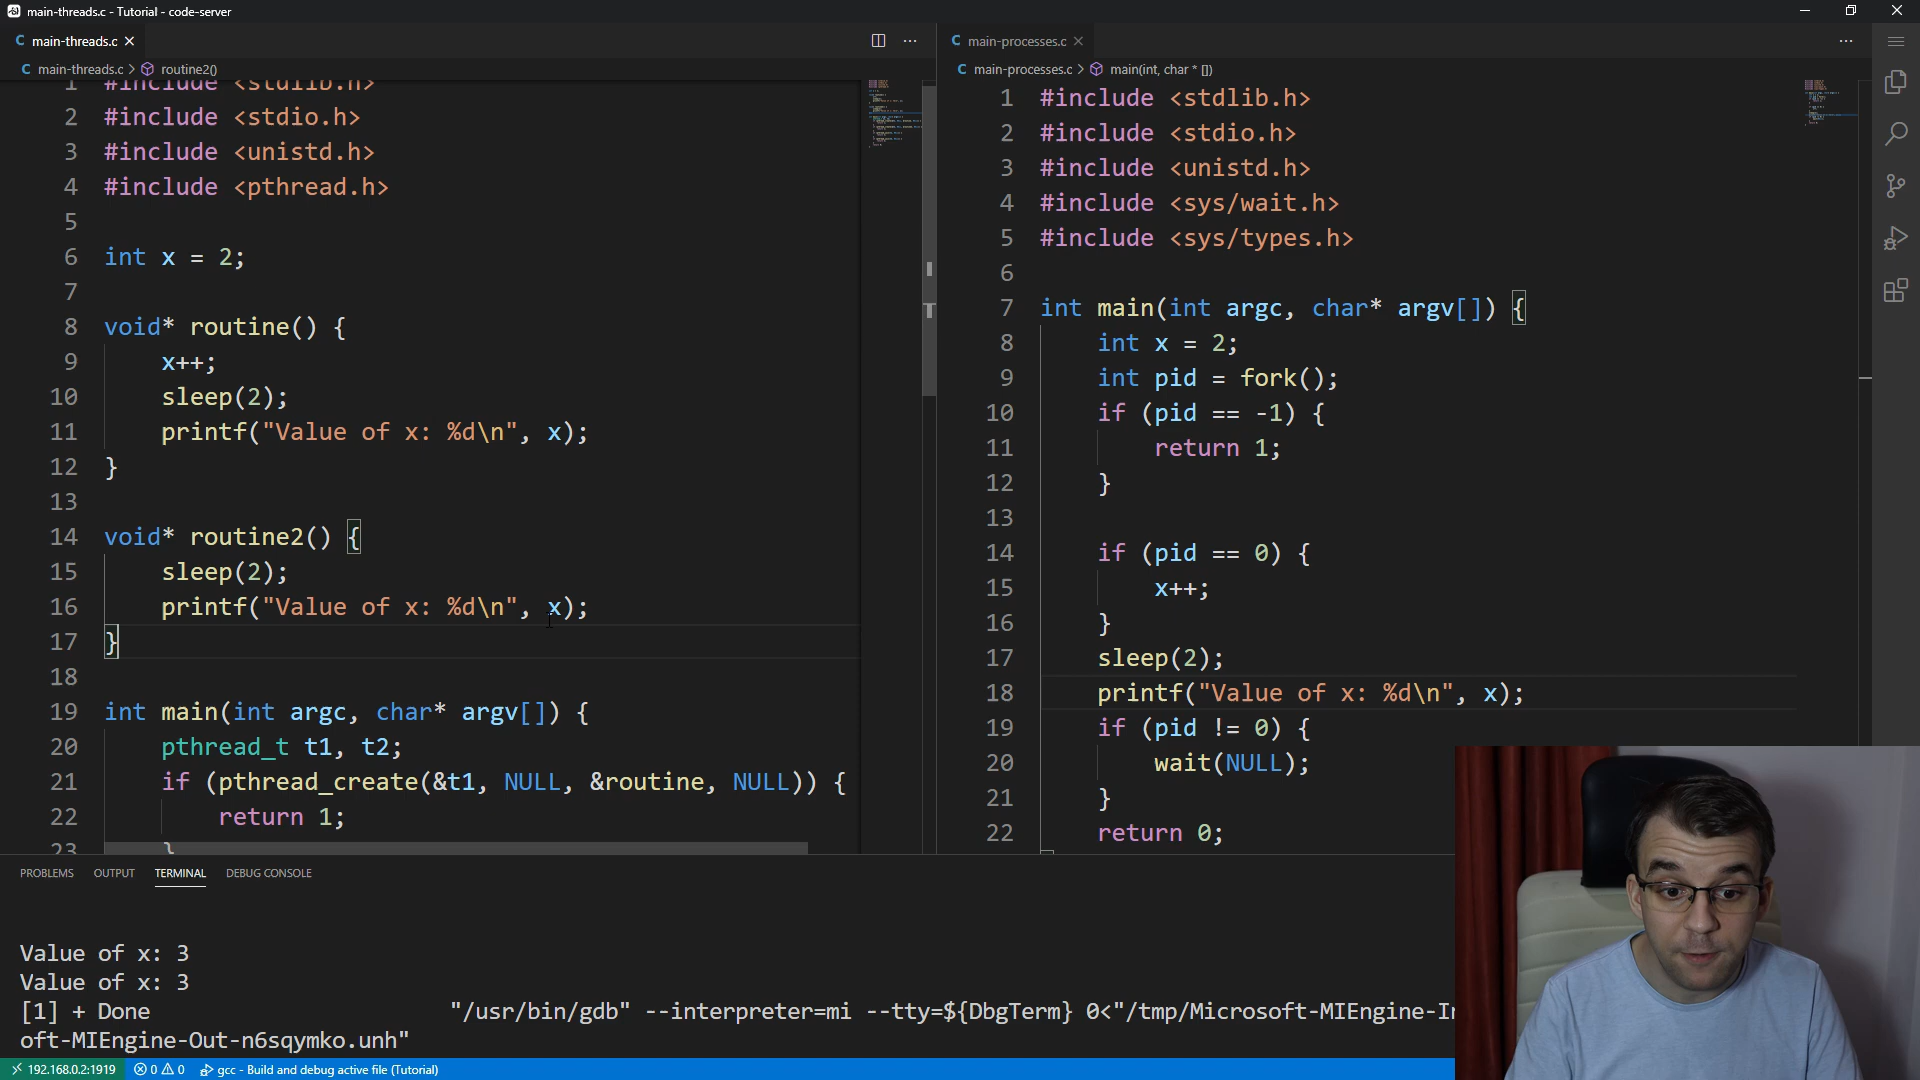 main-threads.c - Tutorial - code-server
C main-threads.c
C main-threads.c > routine2()
1 #include <stdlib.h>
2 #include <stdio.h>
3 #include <unistd.h>
4 #include <pthread.h>
5
6 int x = 2;
7
8 void* routine() {
9 x++;
10 sleep(2);
11 printf("Value of x: %d\n", x);
12 }
13
14 void* routine2() {
15 sleep(2);
16 printf("Value of x: %d\n", x);
17 }
18
19 int main(int argc, char* argv[]) {
20 pthread_t t1, t2;
21 if (pthread_create(&t1, NULL, &routine, NULL)) {
22 return 1;
23 }
C main-processes.c
C main-processes.c > main(int, char * [])
1 #include <stdlib.h>
2 #include <stdio.h>
3 #include <unistd.h>
4 #include <sys/wait.h>
5 #include <sys/types.h>
6
7 int main(int argc, char* argv[]) {
8 int x = 2;
9 int pid = fork();
10 if (pid == -1) {
11 return 1;
12 }
13
14 if (pid == 0) {
15 x++;
16 }
17 sleep(2);
18 printf("Value of x: %d\n", x);
19 if (pid != 0) {
20 wait(NULL);
21 }
22 return 0;
PROBLEMS OUTPUT TERMINAL DEBUG CONSOLE
Value of x: 3
Value of x: 3
[1] + Done "/usr/bin/gdb" --interpreter=mi --tty=${DbgTerm} 0<"/tmp/Microsoft-MIEngine-I
oft-MIEngine-Out-n6sqymko.unh"
192.168.0.2:1919 0 0 gcc - Build and debug active file (Tutorial)